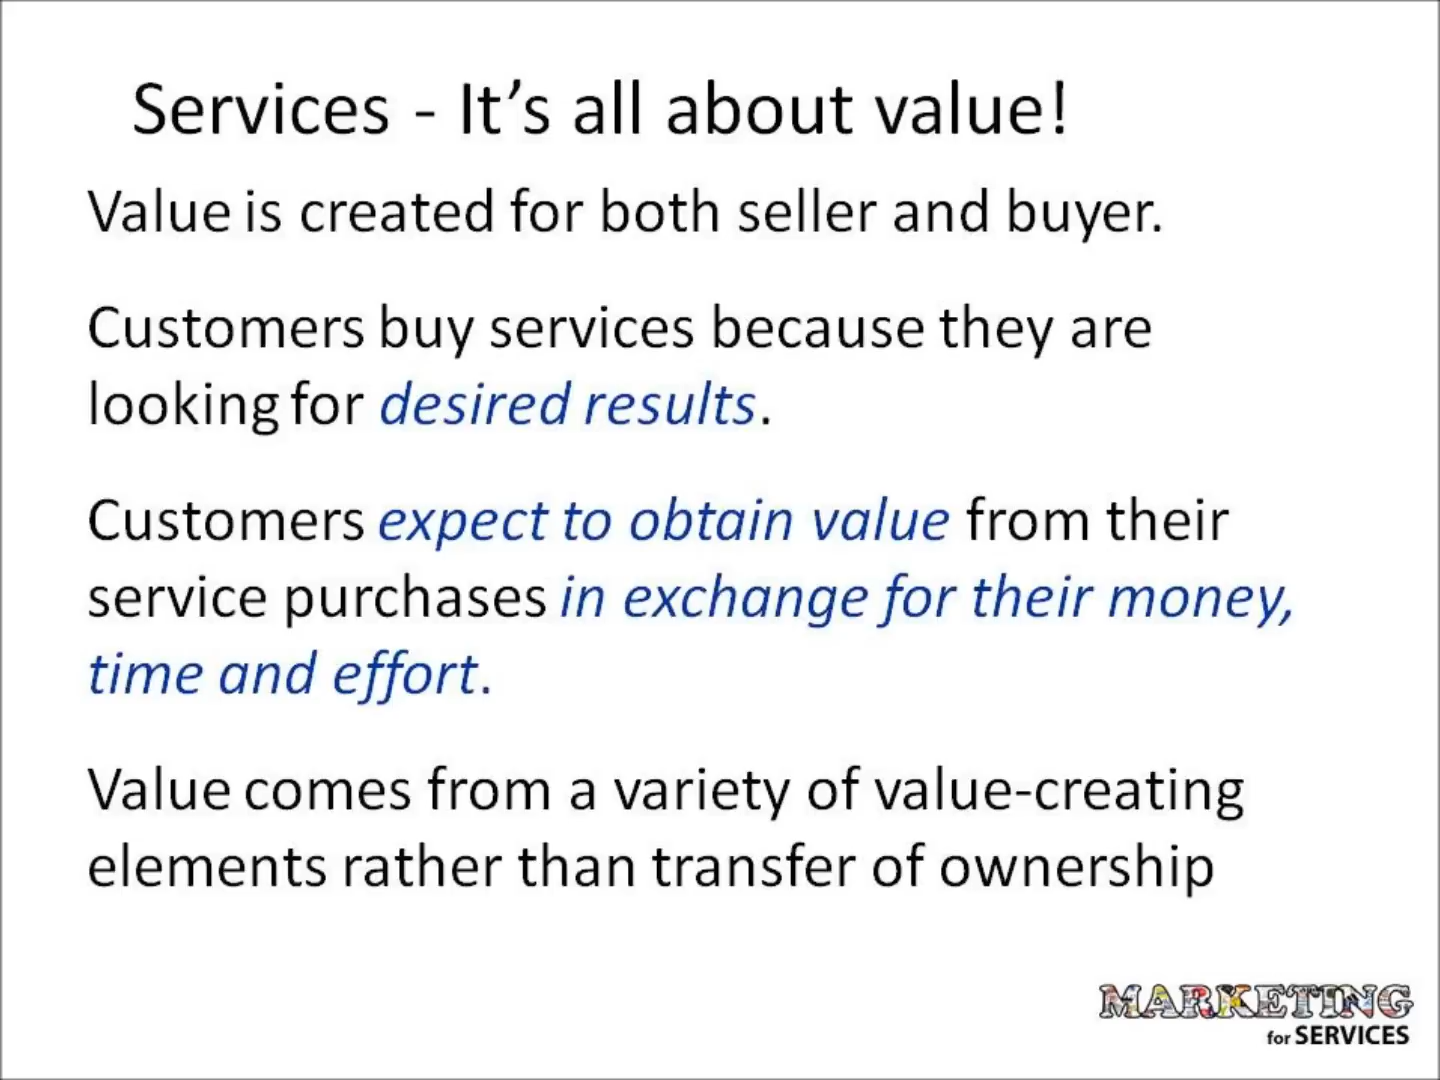 Services - It’s all about value!
Value is created for both seller and buyer.
Customers buy services because they are
looking for desired results.
Customers expect to obtain value from their
service purchases in exchange for their money,
time and effort.
Value comes from a variety of value-creating
elements rather than transfer of ownership
MARKETING
for SERVICES